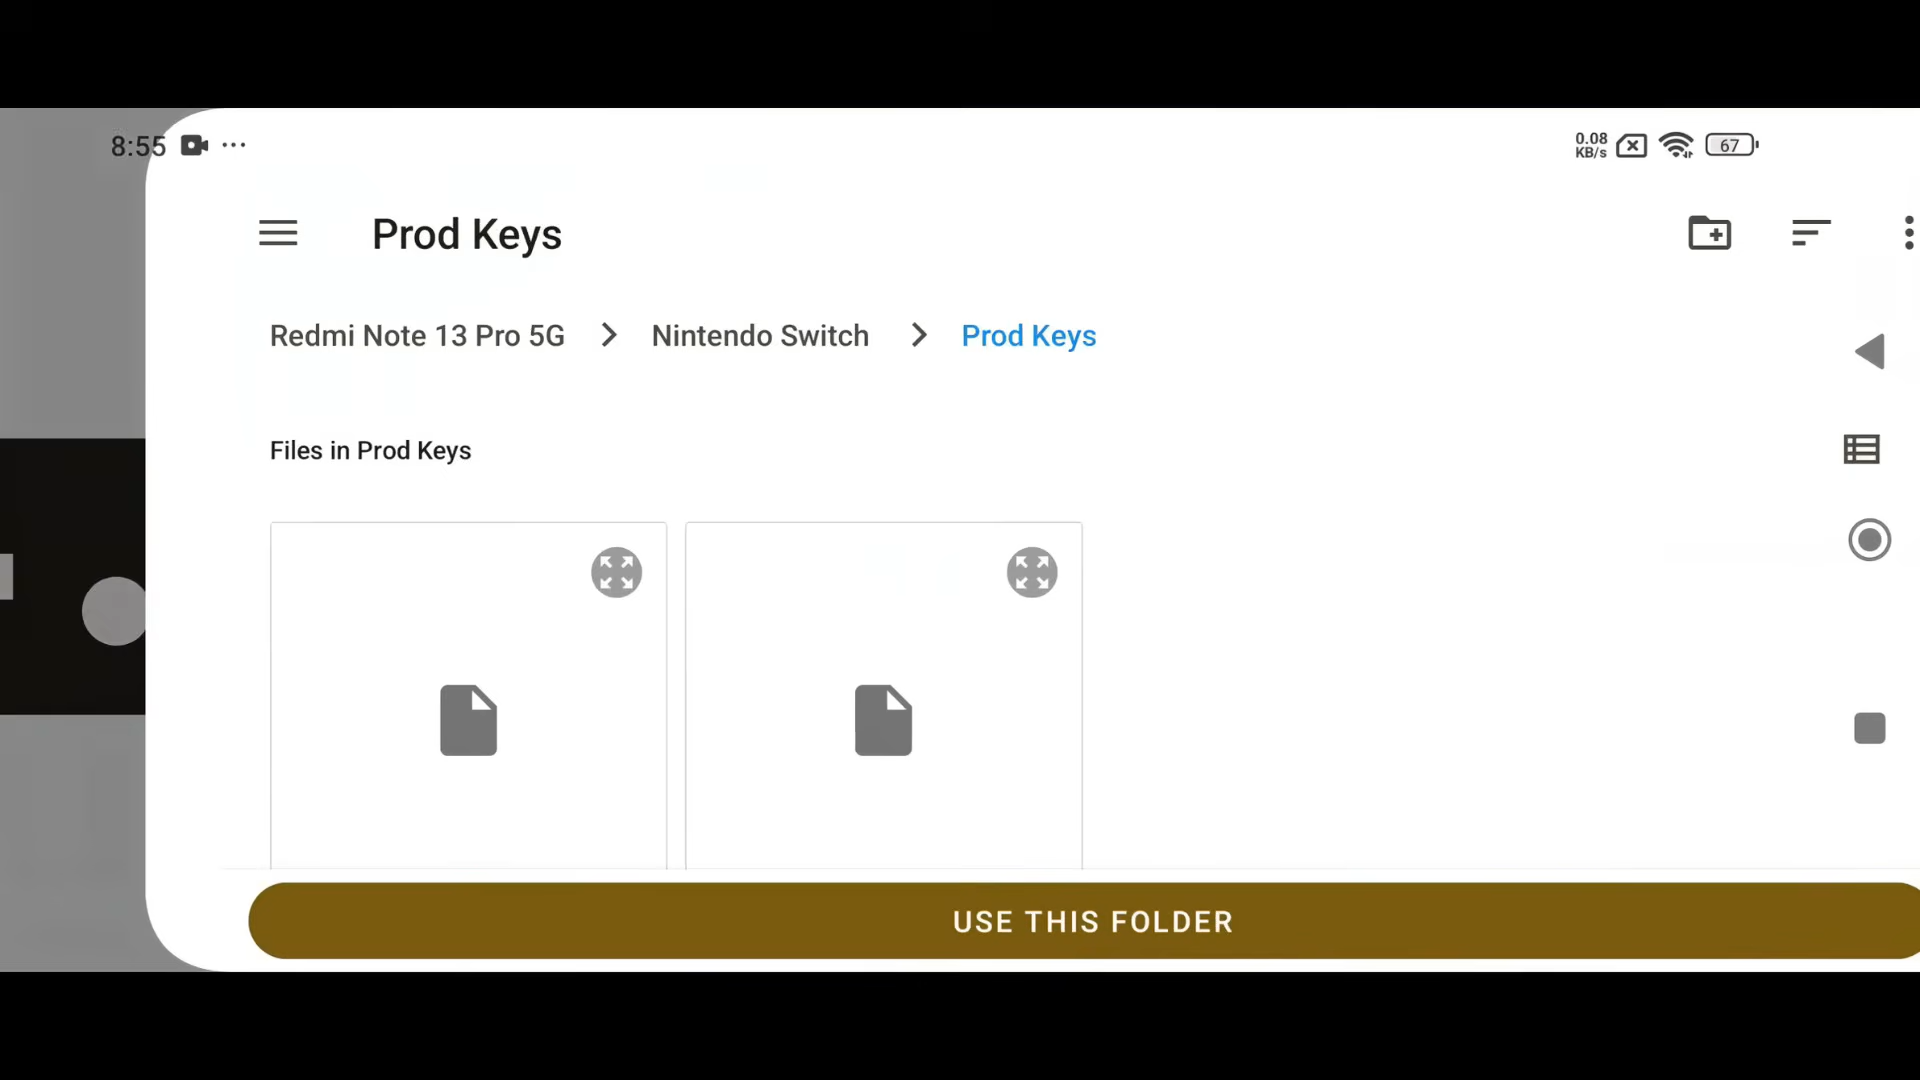 8:55
0.08
KB/s
67
Prod Keys
Redmi Note 13 Pro 5G
Nintendo Switch
Prod Keys
Files in Prod Keys
USE THIS FOLDER